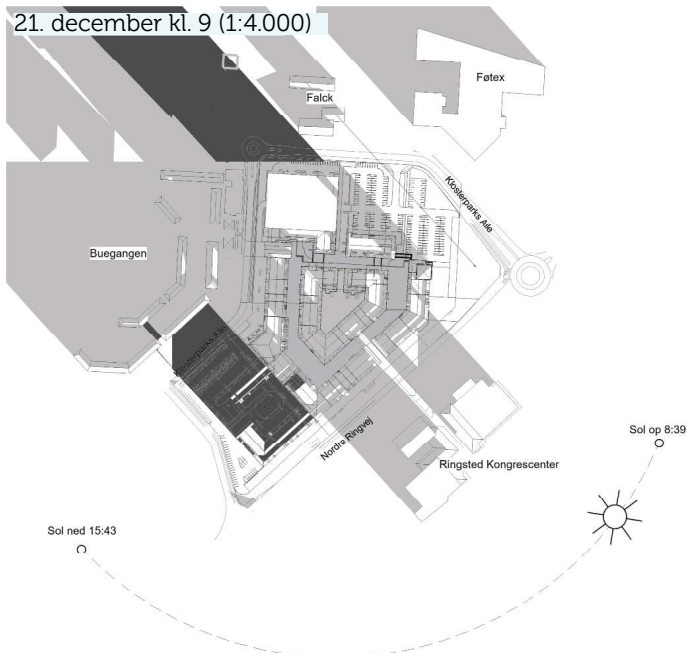 21. december kl. 9 (1:4.000)
Føtex
Falck
Klosterparks Alle
Buegangen
Klosterparks Alle
Nordre Ringvej
Ringsted Kongrescenter
Sol op 8:39
Sol ned 15:43